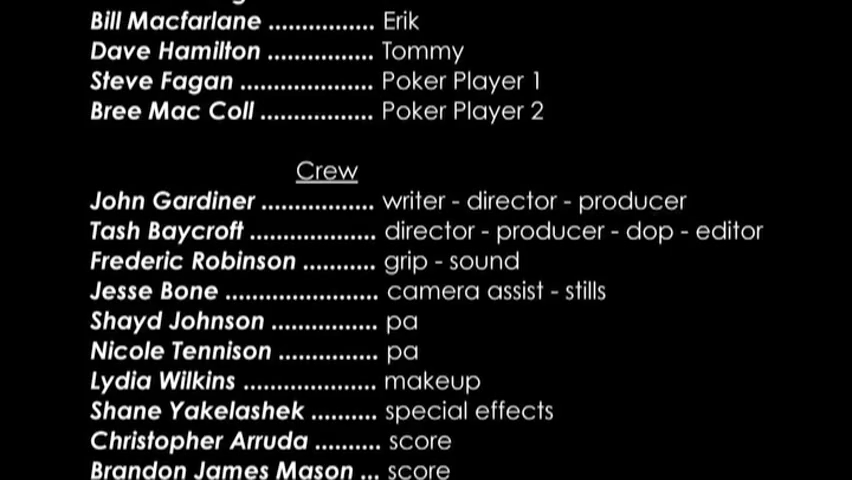 Bill Macfarlane ................ Erik
Dave Hamilton ................ Tommy
Steve Fagan .................... Poker Player 1
Bree Mac Coll ................. Poker Player 2
Crew
John Gardiner ................. writer - director - producer
Tash Baycroft ................... director - producer - dop - editor
Frederic Robinson ........... grip - sound
Jesse Bone ....................... camera assist - stills
Shayd Johnson ................ pa
Nicole Tennison ............... pa
Lydia Wilkins .................... makeup
Shane Yakelashek .......... special effects
Christopher Arruda .......... score
Brandon James Mason ... score